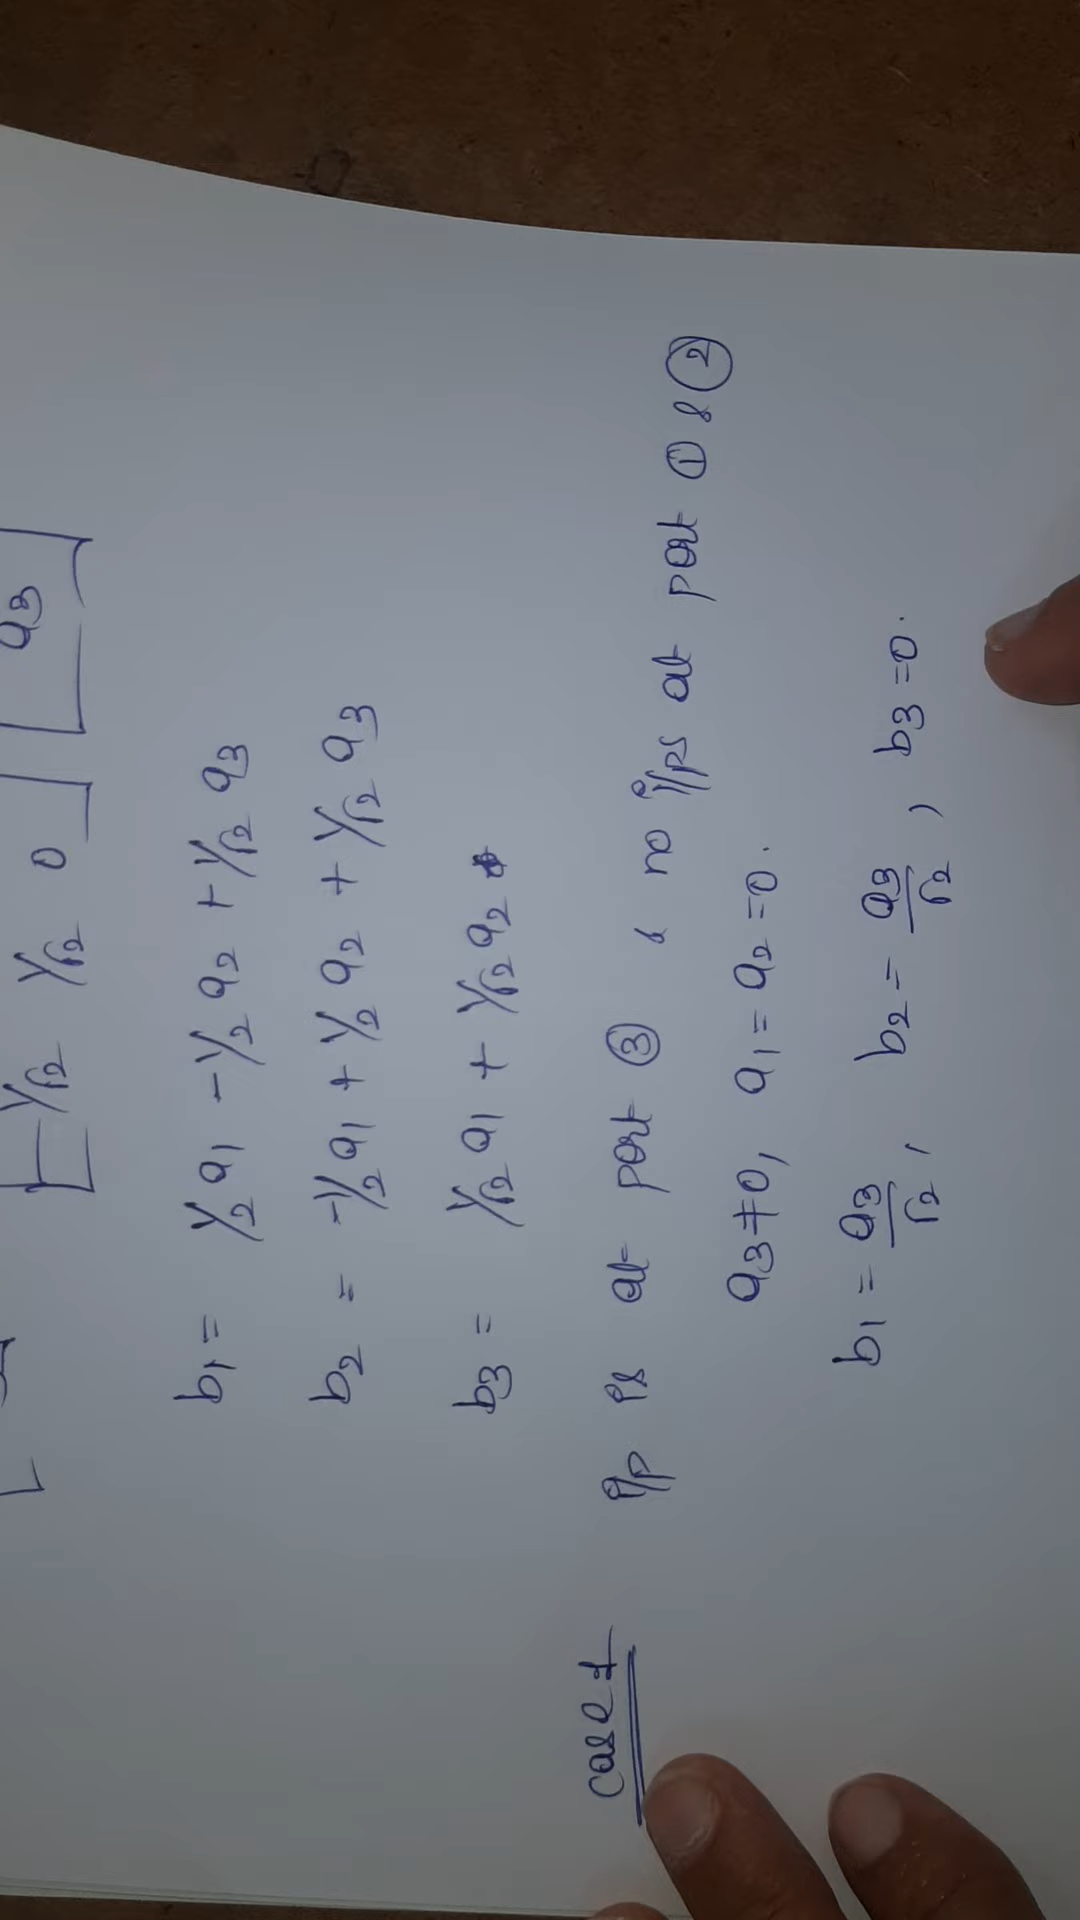 1/√2 1/√2 0 a3
b1 = 1/2 a1 - 1/2 a2 + 1/√2 a3
b2 = -1/2 a1 + 1/2 a2 + 1/√2 a3
b3 = 1/√2 a1 + 1/√2 a2
case 1 i/p is at port ③ & no i/ps at port ① & ②
a3 ≠ 0, a1 = a2 = 0.
b1 = a3/√2, b2 = a3/√2, b3 = 0.